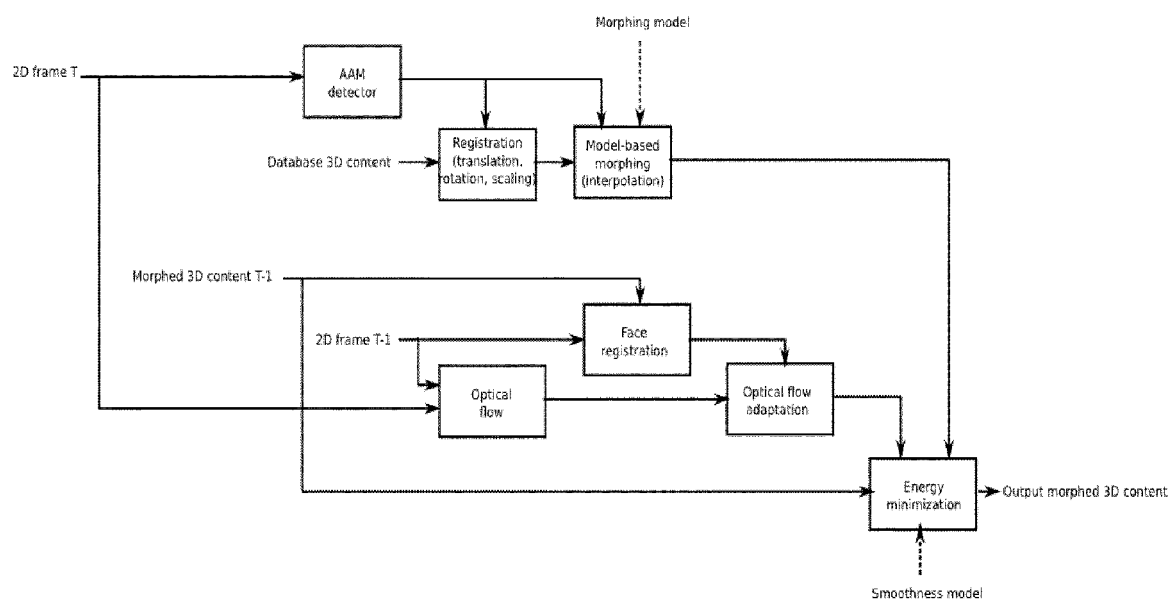 Morphing model
2D frame T
AAM
detector
Database 3D content
Registration
(translation,
rotation, scaling)
Model-based
morphing
(interpolation)
Morphed 3D content T-1
2D frame T-1
Face
registration
Optical
flow
Optical flow
adaptation
Energy
minimization
Output morphed 3D content
Smoothness model